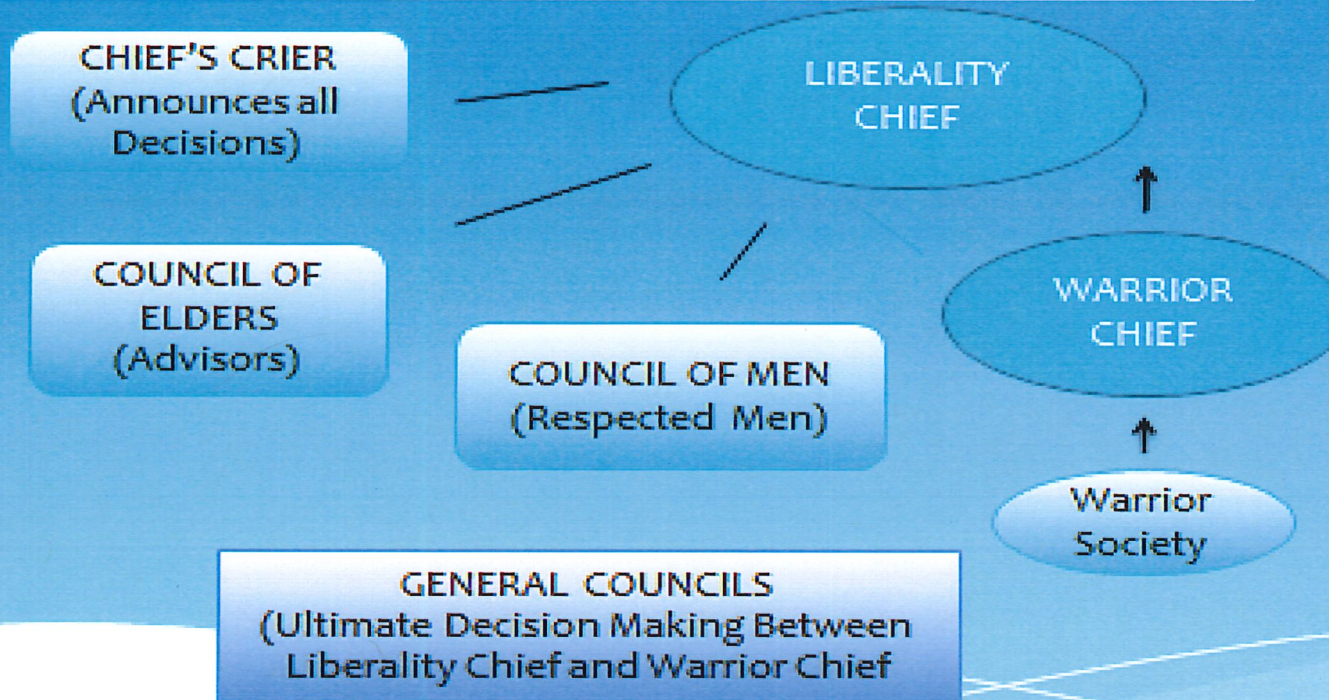 CHIEF'S CRIER
(Announces all
Decisions)
LIBERALITY
CHIEF
COUNCIL OF
ELDERS
(Advisors)
WARRIOR
CHIEF
COUNCIL OF MEN
(Respected Men)
Warrior
Society
GENERAL COUNCILS
(Ultimate Decision Making Between
Liberality Chief and Warrior Chief